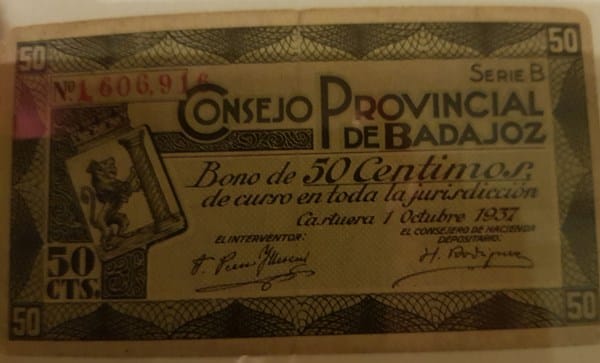 50 50
SERIE B
Nº 1,606,916
CONSEJO PROVINCIAL
DE BADAJOZ
Bono de 50 Centimos,
de curso en toda la jurisdicción
Castuera 1 Octubre 1937
EL INTERVENTOR:
EL CONSEJERO DE HACIENDA
DEPOSITARIO:
H. Rodriguez
50
CTS.
50 50